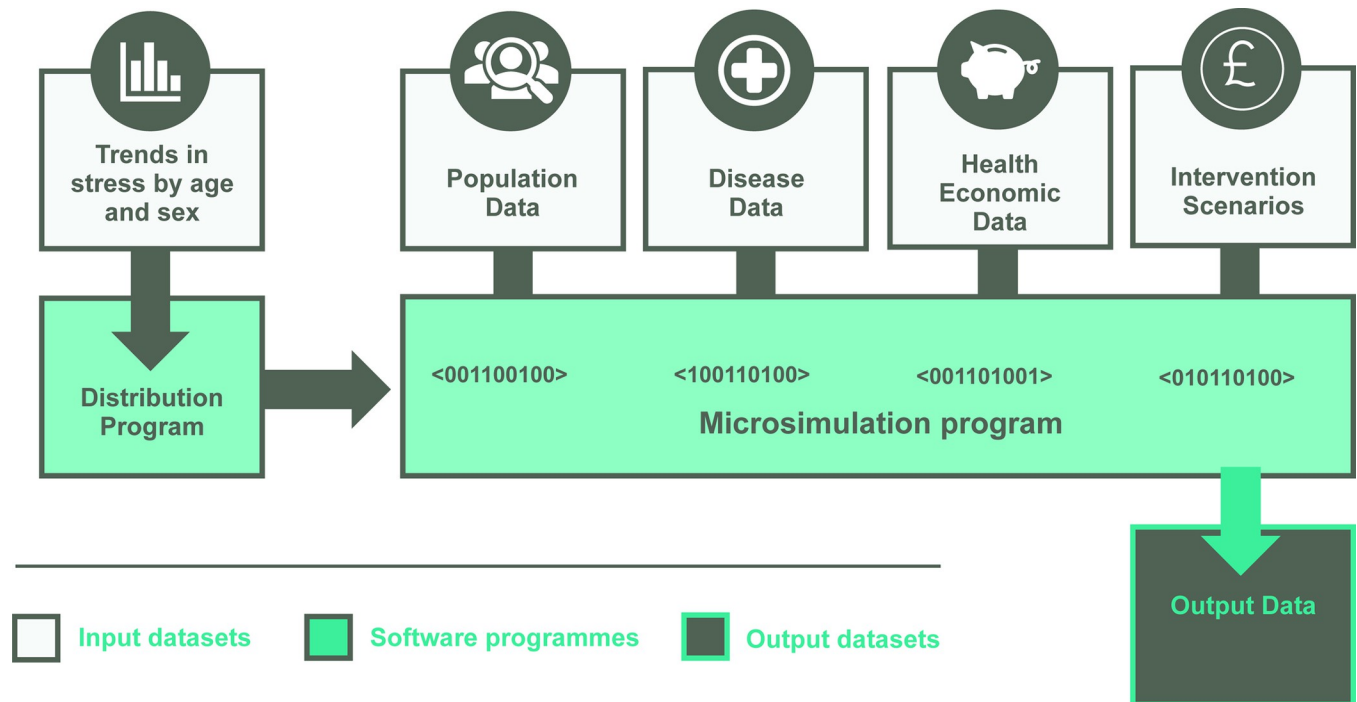 Trends in
stress by age
and sex
Population
Data
Disease
Data
Health
Economic
Data
£
Intervention
Scenarios
Distribution
Program
<001100100>
<100110100>
<001101001>
<010110100>
Microsimulation program
Output Data
Input datasets
Software programmes
Output datasets